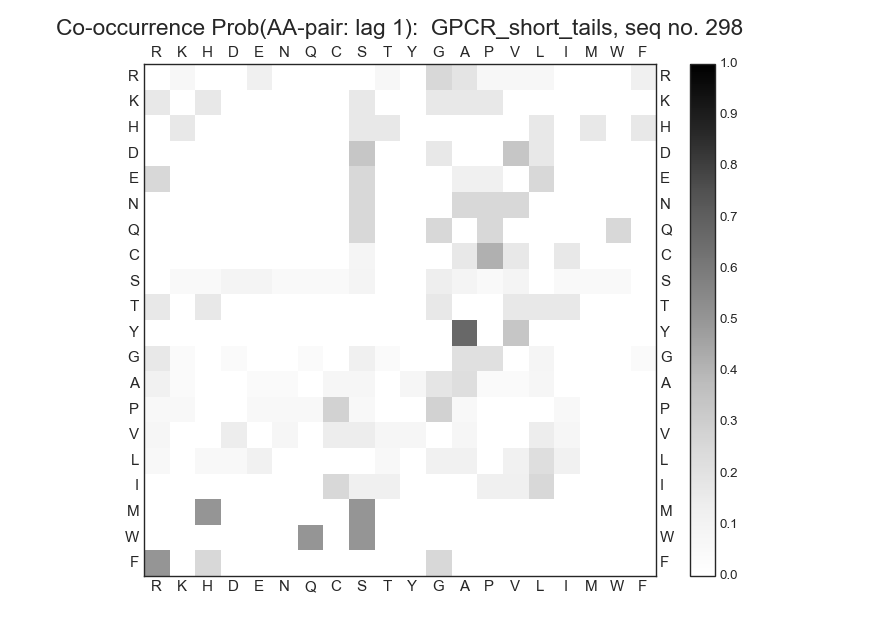 Co-occurrence Prob(AA-pair: lag 1):  GPCR_short_tails, seq no. 298
R K H D E N Q C S T Y G A P V L I M W F
R R 1.0
K K 0.9
H H
D D 0.8
E E
N N 0.7
Q Q
C C 0.6
S S
T T 0.5
Y Y
G G 0.4
A A
P P 0.3
V V
L L 0.2
I I
M M 0.1
W W
F F 0.0
R K H D E N Q C S T Y G A P V L I M W F